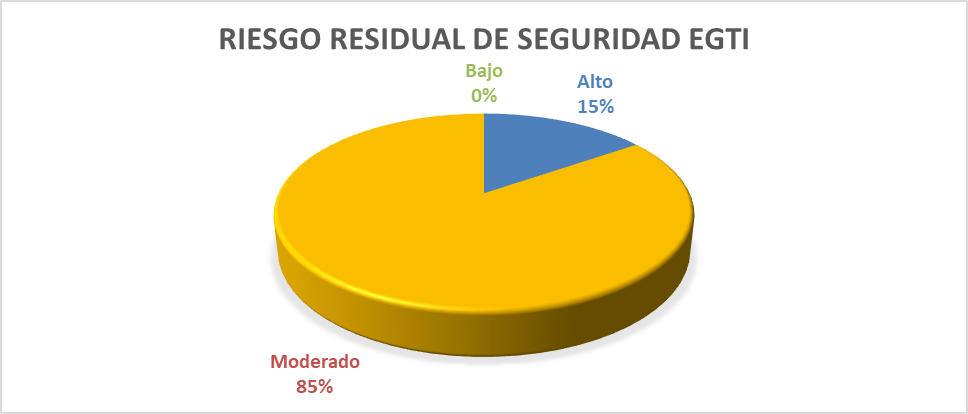 RIESGO RESIDUAL DE SEGURIDAD EGTI
Bajo
0%
Alto
15%
Moderado
85%